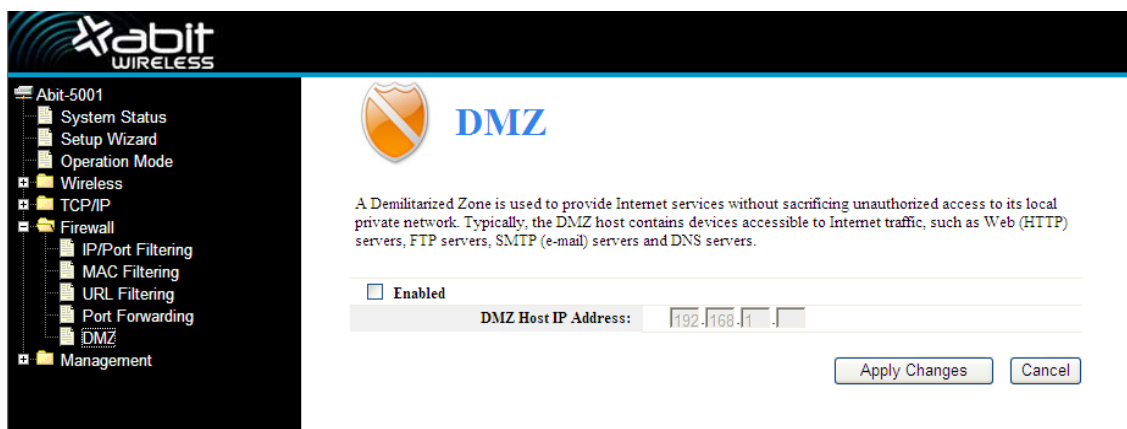 abit
WIRELESS
Abit-5001
System Status
Setup Wizard
Operation Mode
Wireless
TCP/IP
Firewall
IP/Port Filtering
MAC Filtering
URL Filtering
Port Forwarding
DMZ
Management
DMZ
A Demilitarized Zone is used to provide Internet services without sacrificing unauthorized access to its local
private network. Typically, the DMZ host contains devices accessible to Internet traffic, such as Web (HTTP)
servers, FTP servers, SMTP (e-mail) servers and DNS servers.
Enabled
DMZ Host IP Address: 192.168.1.
Apply Changes Cancel